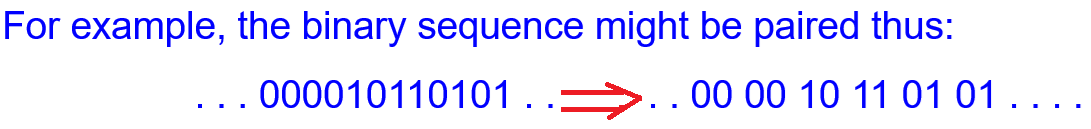 For example, the binary sequence might be paired thus:
. . . 000010110101 . . ⇒ . . 00 00 10 11 01 01 . . . .